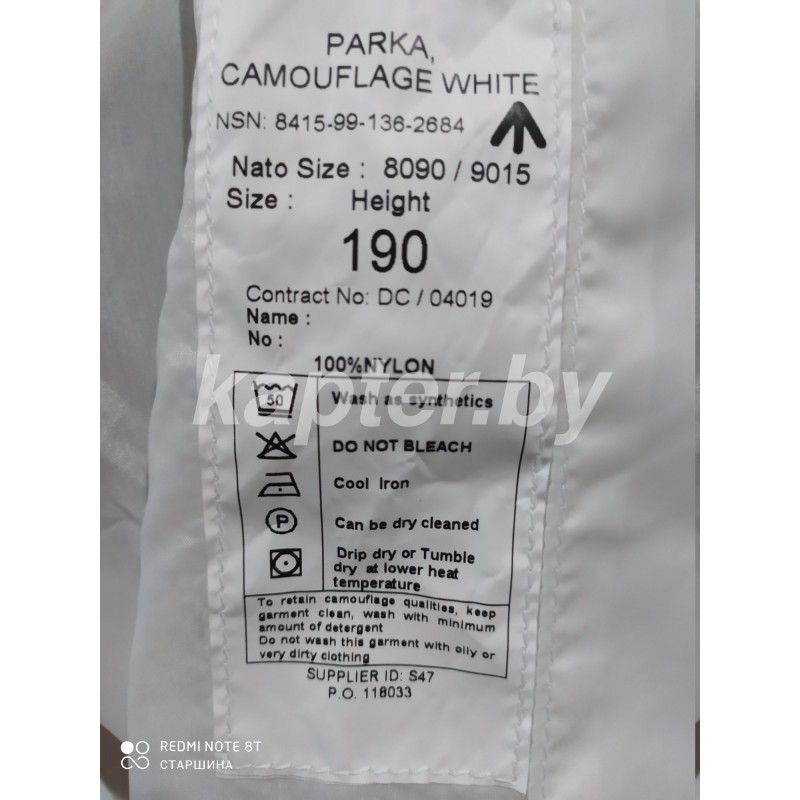 PARKA,
CAMOUFLAGE WHITE
NSN: 8415-99-136-2684
Nato Size : 8090 / 9015
Size : Height
190
Contract No: DC / 04019
Name :
No :
100%NYLON
kapter.by
50 Wash as synthetics
DO NOT BLEACH
Cool Iron
P Can be dry cleaned
Drip dry or Tumble
dry at lower heat
temperature
To retain camouflage qualities, keep
garment clean, wash with minimum
amount of detergent
Do not wash this garment with oily or
very dirty clothing
SUPPLIER ID: S47
P.O. 118033
REDMI NOTE 8T
СТАРШИНА